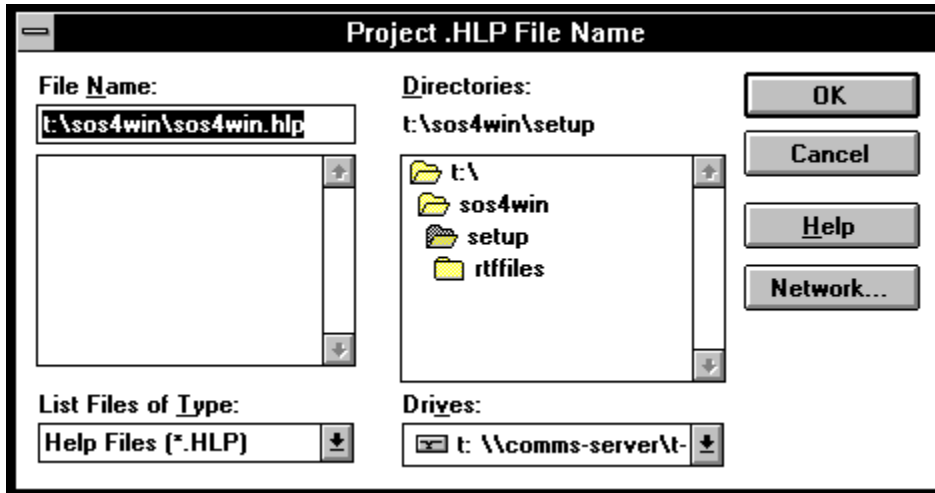 Project .HLP File Name
File Name:
t:\sos4win\sos4win.hlp
Directories:
t:\sos4win\setup
t:\
sos4win
setup
rtffiles
List Files of Type:
Help Files (*.HLP)
Drives:
t: \\comms-server\t-
OK
Cancel
Help
Network...